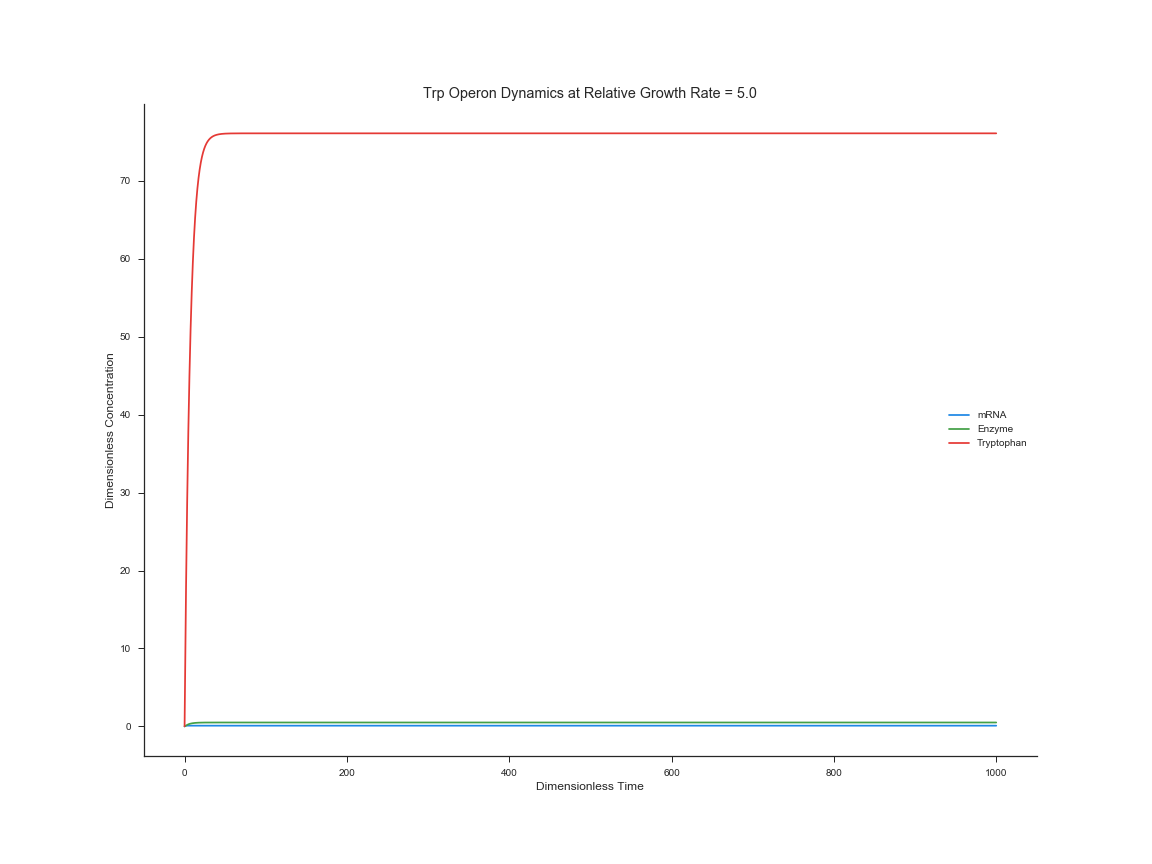 Trp Operon Dynamics at Relative Growth Rate = 5.0
Dimensionless Concentration
70
60
50
40
30
20
10
0
mRNA
Enzyme
Tryptophan
0 200 400 600 800 1000
Dimensionless Time